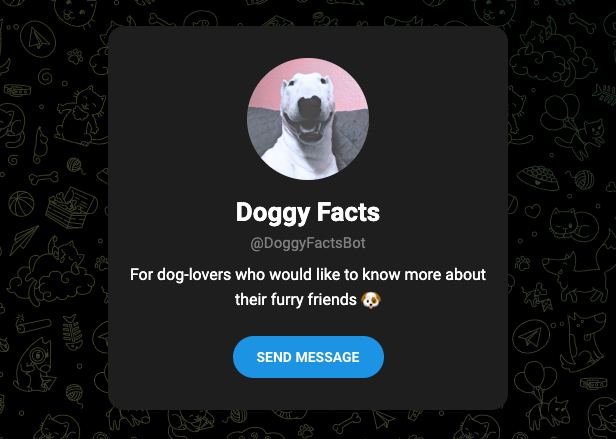 Doggy Facts
@DoggyFactsBot
For dog-lovers who would like to know more about
their furry friends 🐶
SEND MESSAGE